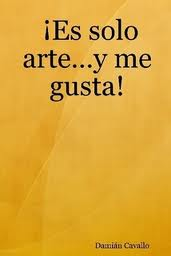 ¡Es solo
arte...y me
gusta!
Damián Cavallo